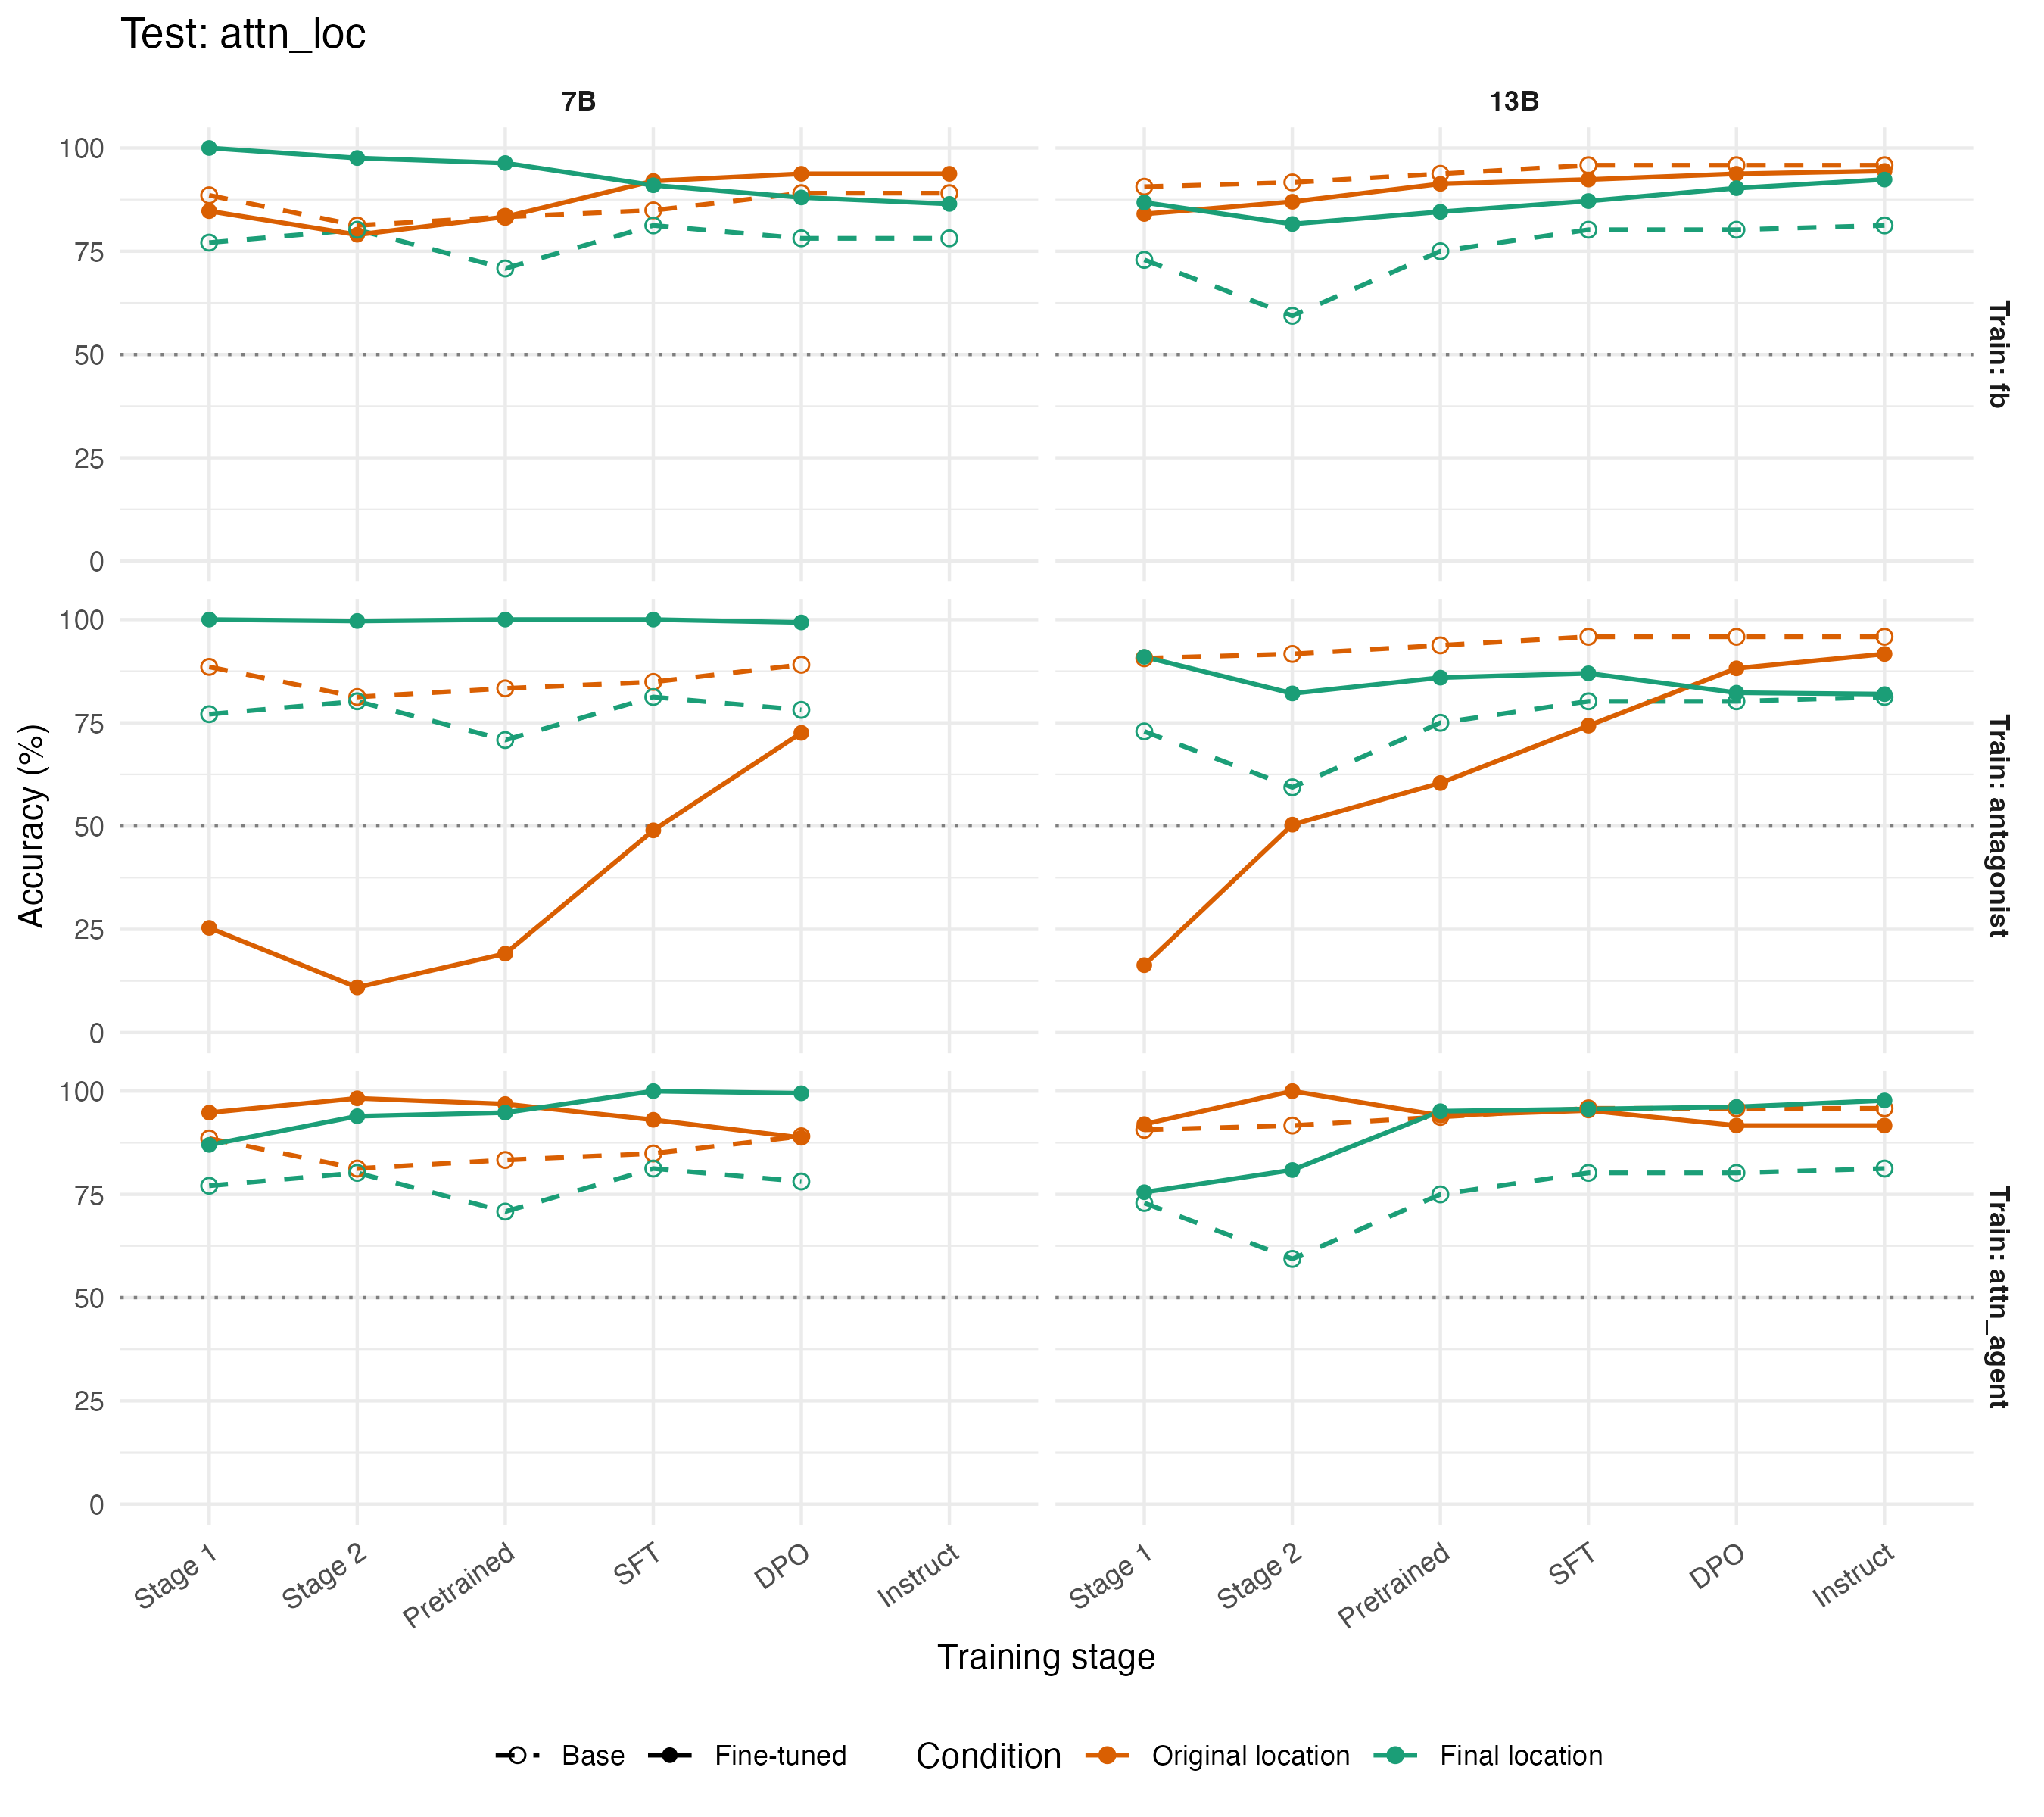 Test: attn_loc
7B
13B
100
75
50
25
0
Train: fb
100
75
50
25
0
Train: antagonist
100
75
50
25
0
Train: attn_agent
Accuracy (%)
Stage 1
Stage 2
Pretrained
SFT
DPO
Instruct
Stage 1
Stage 2
Pretrained
SFT
DPO
Instruct
Training stage
Base
Fine-tuned
Condition
Original location
Final location